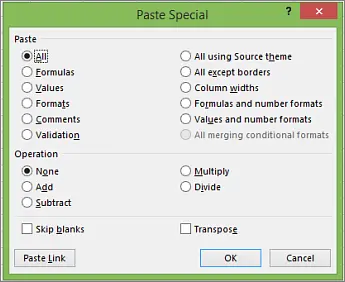 Paste Special
? ×
Paste
All
All using Source theme
Formulas
All except borders
Values
Column widths
Formats
Formulas and number formats
Comments
Values and number formats
Validation
All merging conditional formats
Operation
None
Multiply
Add
Divide
Subtract
Skip blanks
Transpose
Paste Link
OK
Cancel